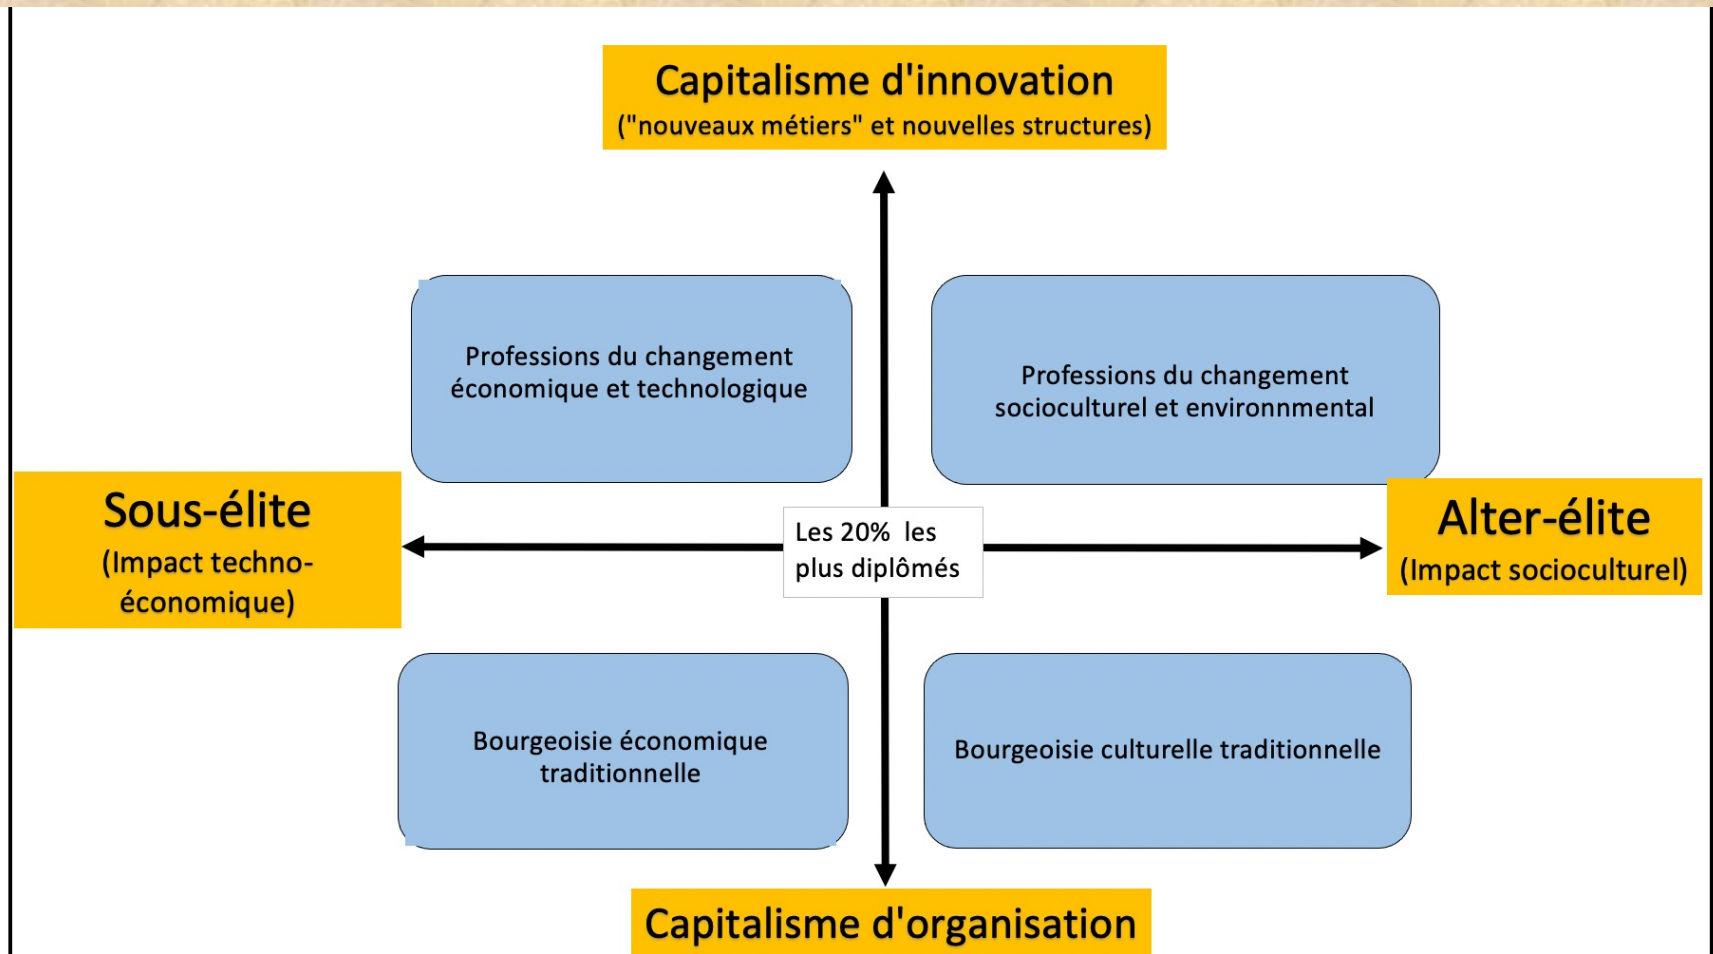 Capitalisme d'innovation
("nouveaux métiers" et nouvelles structures)
Professions du changement
économique et technologique
Professions du changement
socioculturel et environnmental
Sous-élite
(Impact techno-
économique)
Les 20% les
plus diplômés
Alter-élite
(Impact socioculturel)
Bourgeoisie économique
traditionnelle
Bourgeoisie culturelle traditionnelle
Capitalisme d'organisation